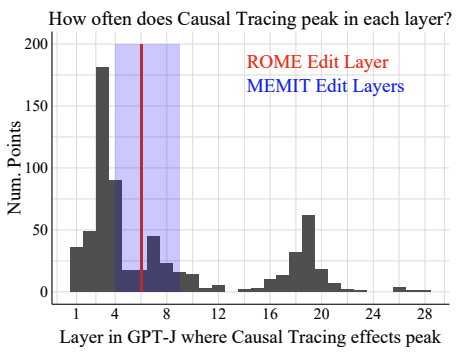 How often does Causal Tracing peak in each layer?
200
ROME Edit Layer
MEMIT Edit Layers
150
Num. Points
100
50
0
1 4 8 12 16 20 24 28
Layer in GPT-J where Causal Tracing effects peak